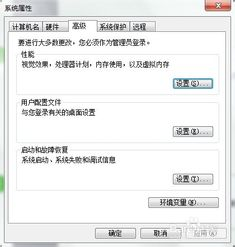 系统属性
计算机名 硬件 高级 系统保护 远程
要进行大多数更改，您必须作为管理员登录。
性能
视觉效果，处理器计划，内存使用，以及虚拟内存
设置(S)...
用户配置文件
与您登录有关的桌面设置
设置(E)...
启动和故障恢复
系统启动、系统失败和调试信息
设置(T)...
环境变量(N)...
确定 取消